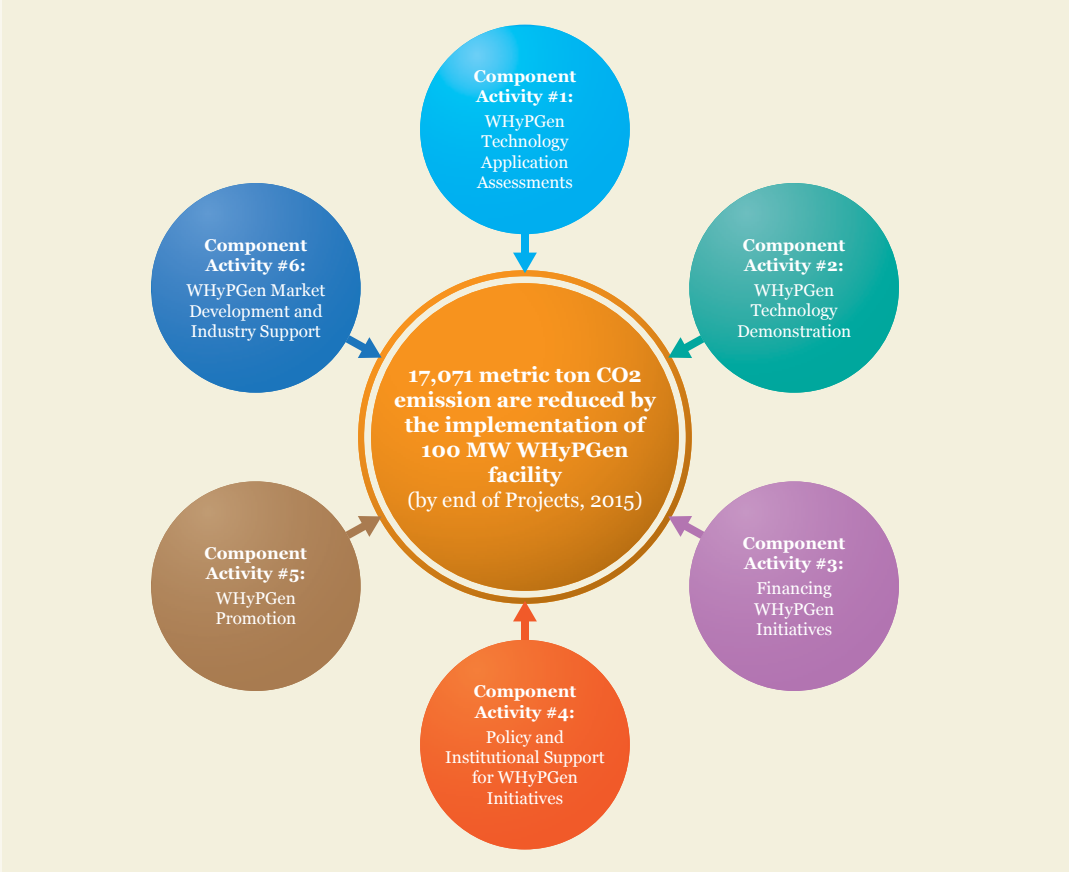 Component
Activity #1:
WHyPGen
Technology
Application
Assessments
Component
Activity #2:
WHyPGen
Technology
Demonstration
Component
Activity #3:
Financing
WHyPGen
Initiatives
Component
Activity #4:
Policy and
Institutional Support
for WHyPGen
Initiatives
Component
Activity #5:
WHyPGen
Promotion
Component
Activity #6:
WHyPGen Market
Development and
Industry Support
17,071 metric ton CO2
emission are reduced by
the implementation of
100 MW WHyPGen
facility
(by end of Projects, 2015)